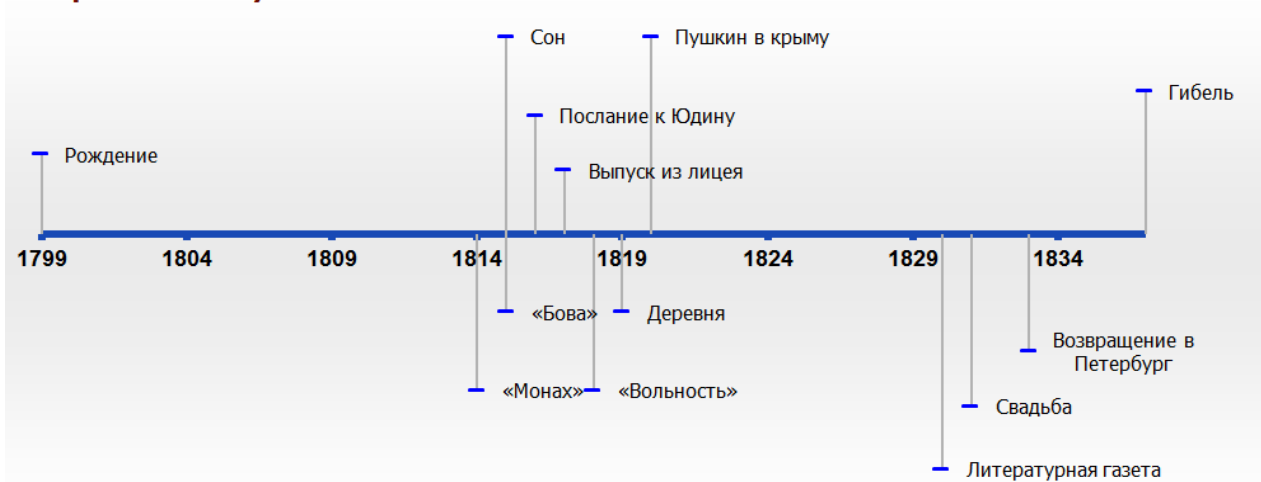 Сон
Пушкин в крыму
Гибель
Послание к Юдину
Рождение
Выпуск из лицея
1799
1804
1809
1814
1819
1824
1829
1834
«Бова»
Деревня
Возвращение в
Петербург
«Монах»
«Вольность»
Свадьба
Литературная газета